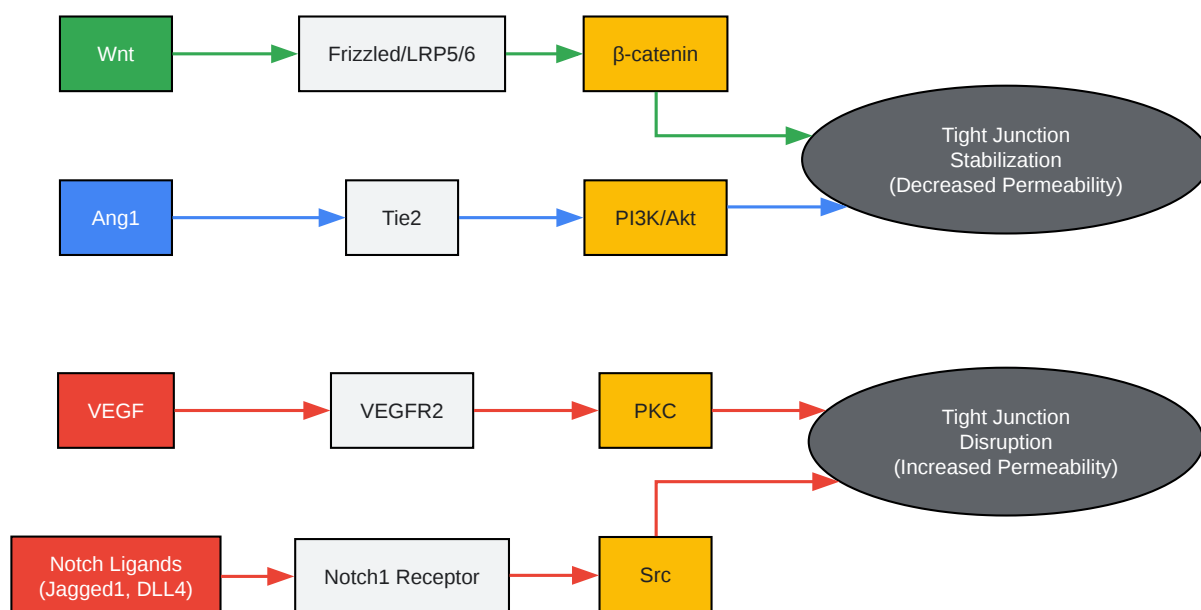 Wnt
Frizzled/LRP5/6
β-catenin
Tight Junction
Stabilization
(Decreased Permeability)
Ang1
Tie2
PI3K/Akt
VEGF
VEGFR2
PKC
Tight Junction
Disruption
(Increased Permeability)
Notch Ligands
(Jagged1, DLL4)
Notch1 Receptor
Src